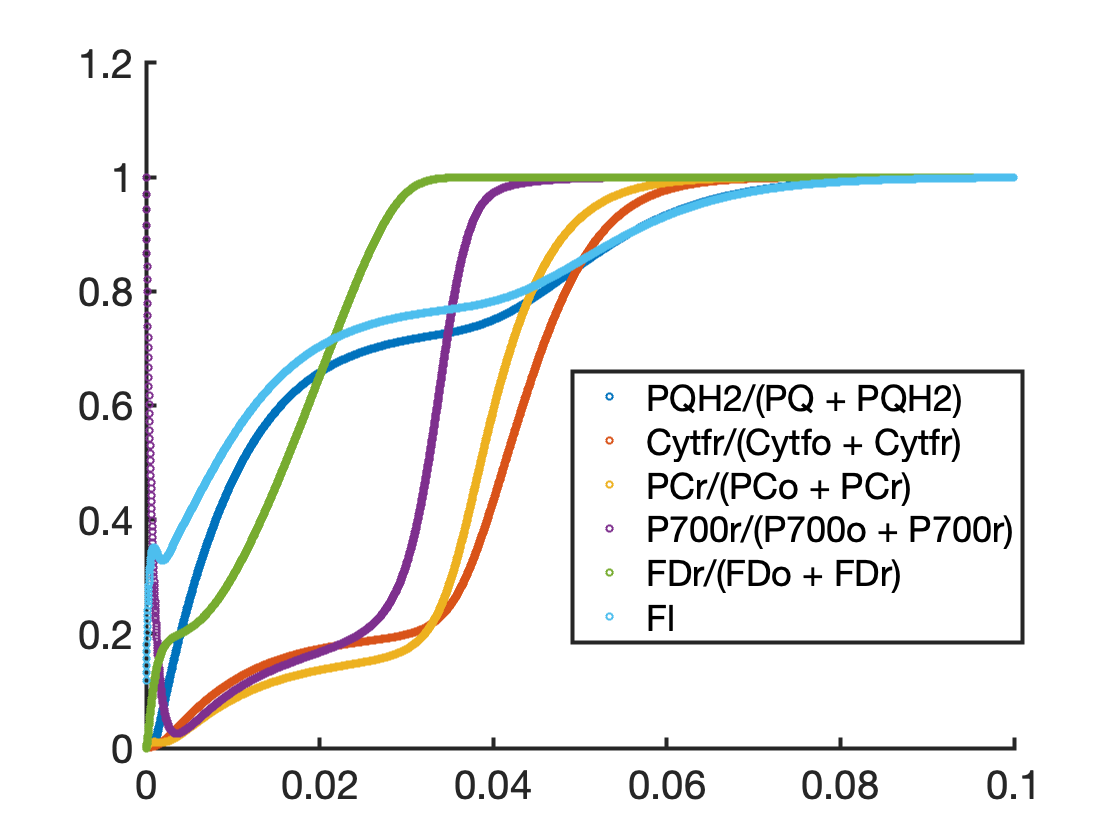 1.2
1
0.8
0.6
0.4
0.2
0
0 0.02 0.04 0.06 0.08 0.1
PQH2/(PQ + PQH2)
Cytfr/(Cytfo + Cytfr)
PCr/(PCo + PCr)
P700r/(P700o + P700r)
FDr/(FDo + FDr)
Fl